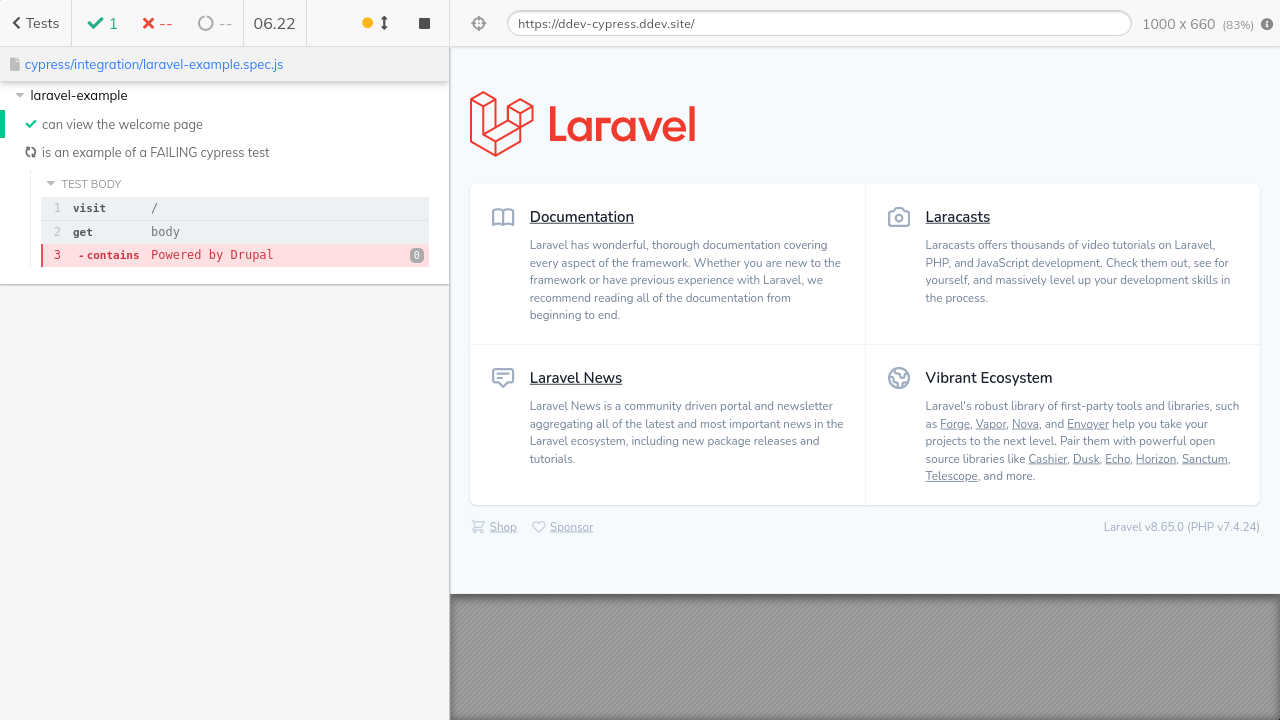 Tests
1
--
--
06.22
https://ddev-cypress.ddev.site/
1000 x 660 (83%)
cypress/integration/laravel-example.spec.js
laravel-example
can view the welcome page
is an example of a FAILING cypress test
TEST BODY
1 visit /
2 get body
3 -contains Powered by Drupal 0
Laravel
Documentation
Laravel has wonderful, thorough documentation covering
every aspect of the framework. Whether you are new to the
framework or have previous experience with Laravel, we
recommend reading all of the documentation from
beginning to end.
Laracasts
Laracasts offers thousands of video tutorials on Laravel,
PHP, and JavaScript development. Check them out, see for
yourself, and massively level up your development skills in
the process.
Laravel News
Laravel News is a community driven portal and newsletter
aggregating all of the latest and most important news in the
Laravel ecosystem, including new package releases and
tutorials.
Vibrant Ecosystem
Laravel's robust library of first-party tools and libraries, such
as Forge, Vapor, Nova, and Envoyer help you take your
projects to the next level. Pair them with powerful open
source libraries like Cashier, Dusk, Echo, Horizon, Sanctum,
Telescope, and more.
Shop
Sponsor
Laravel v8.65.0 (PHP v7.4.24)